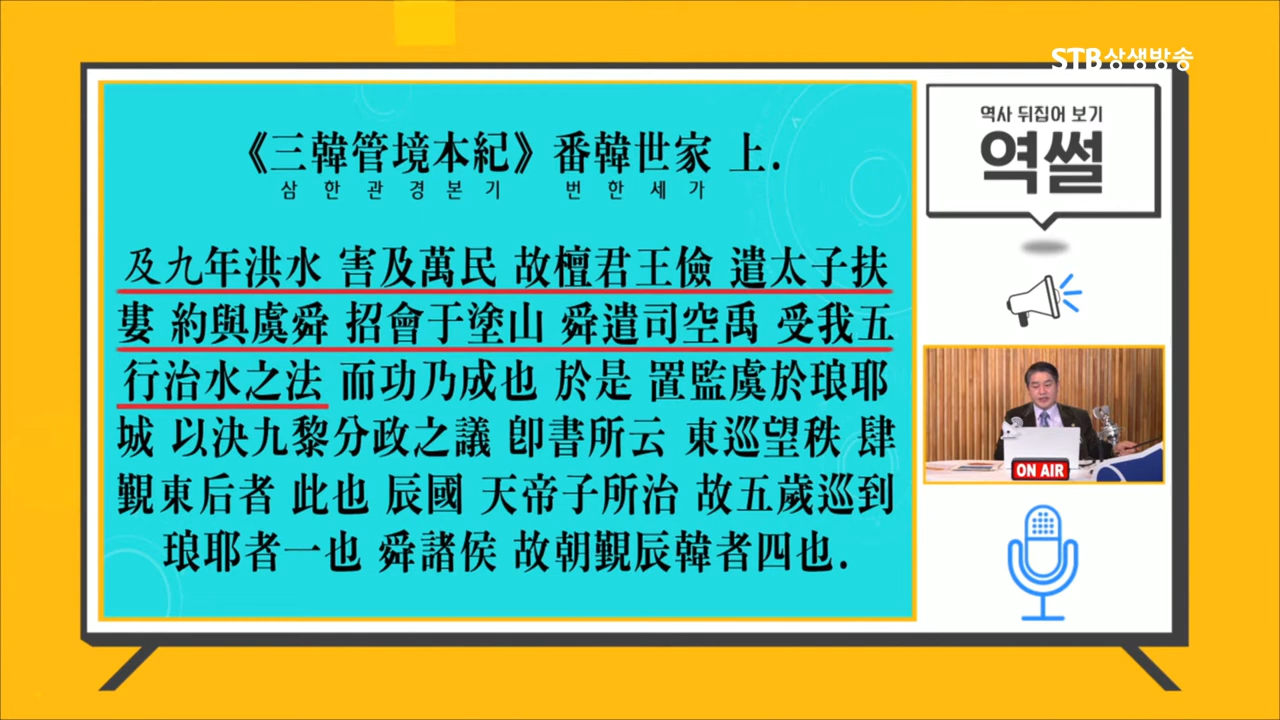 STB상생방송
《三韓管境本紀》 番韓世家 上.
삼한관경본기 번한세가
及九年洪水 害及萬民 故檀君王儉 遣太子扶
婁 約與虞舜 招會于塗山 舜遣司空禹 受我五
行治水之法 而功乃成也 於是 置監虞於琅耶
城 以決九黎分政之議 卽書所云 東巡望秩 肆
覲東后者 此也 辰國 天帝子所治 故五歲巡到
琅耶者一也 舜諸侯 故朝覲辰韓者四也.
역사 뒤집어 보기
역썰
ON AIR